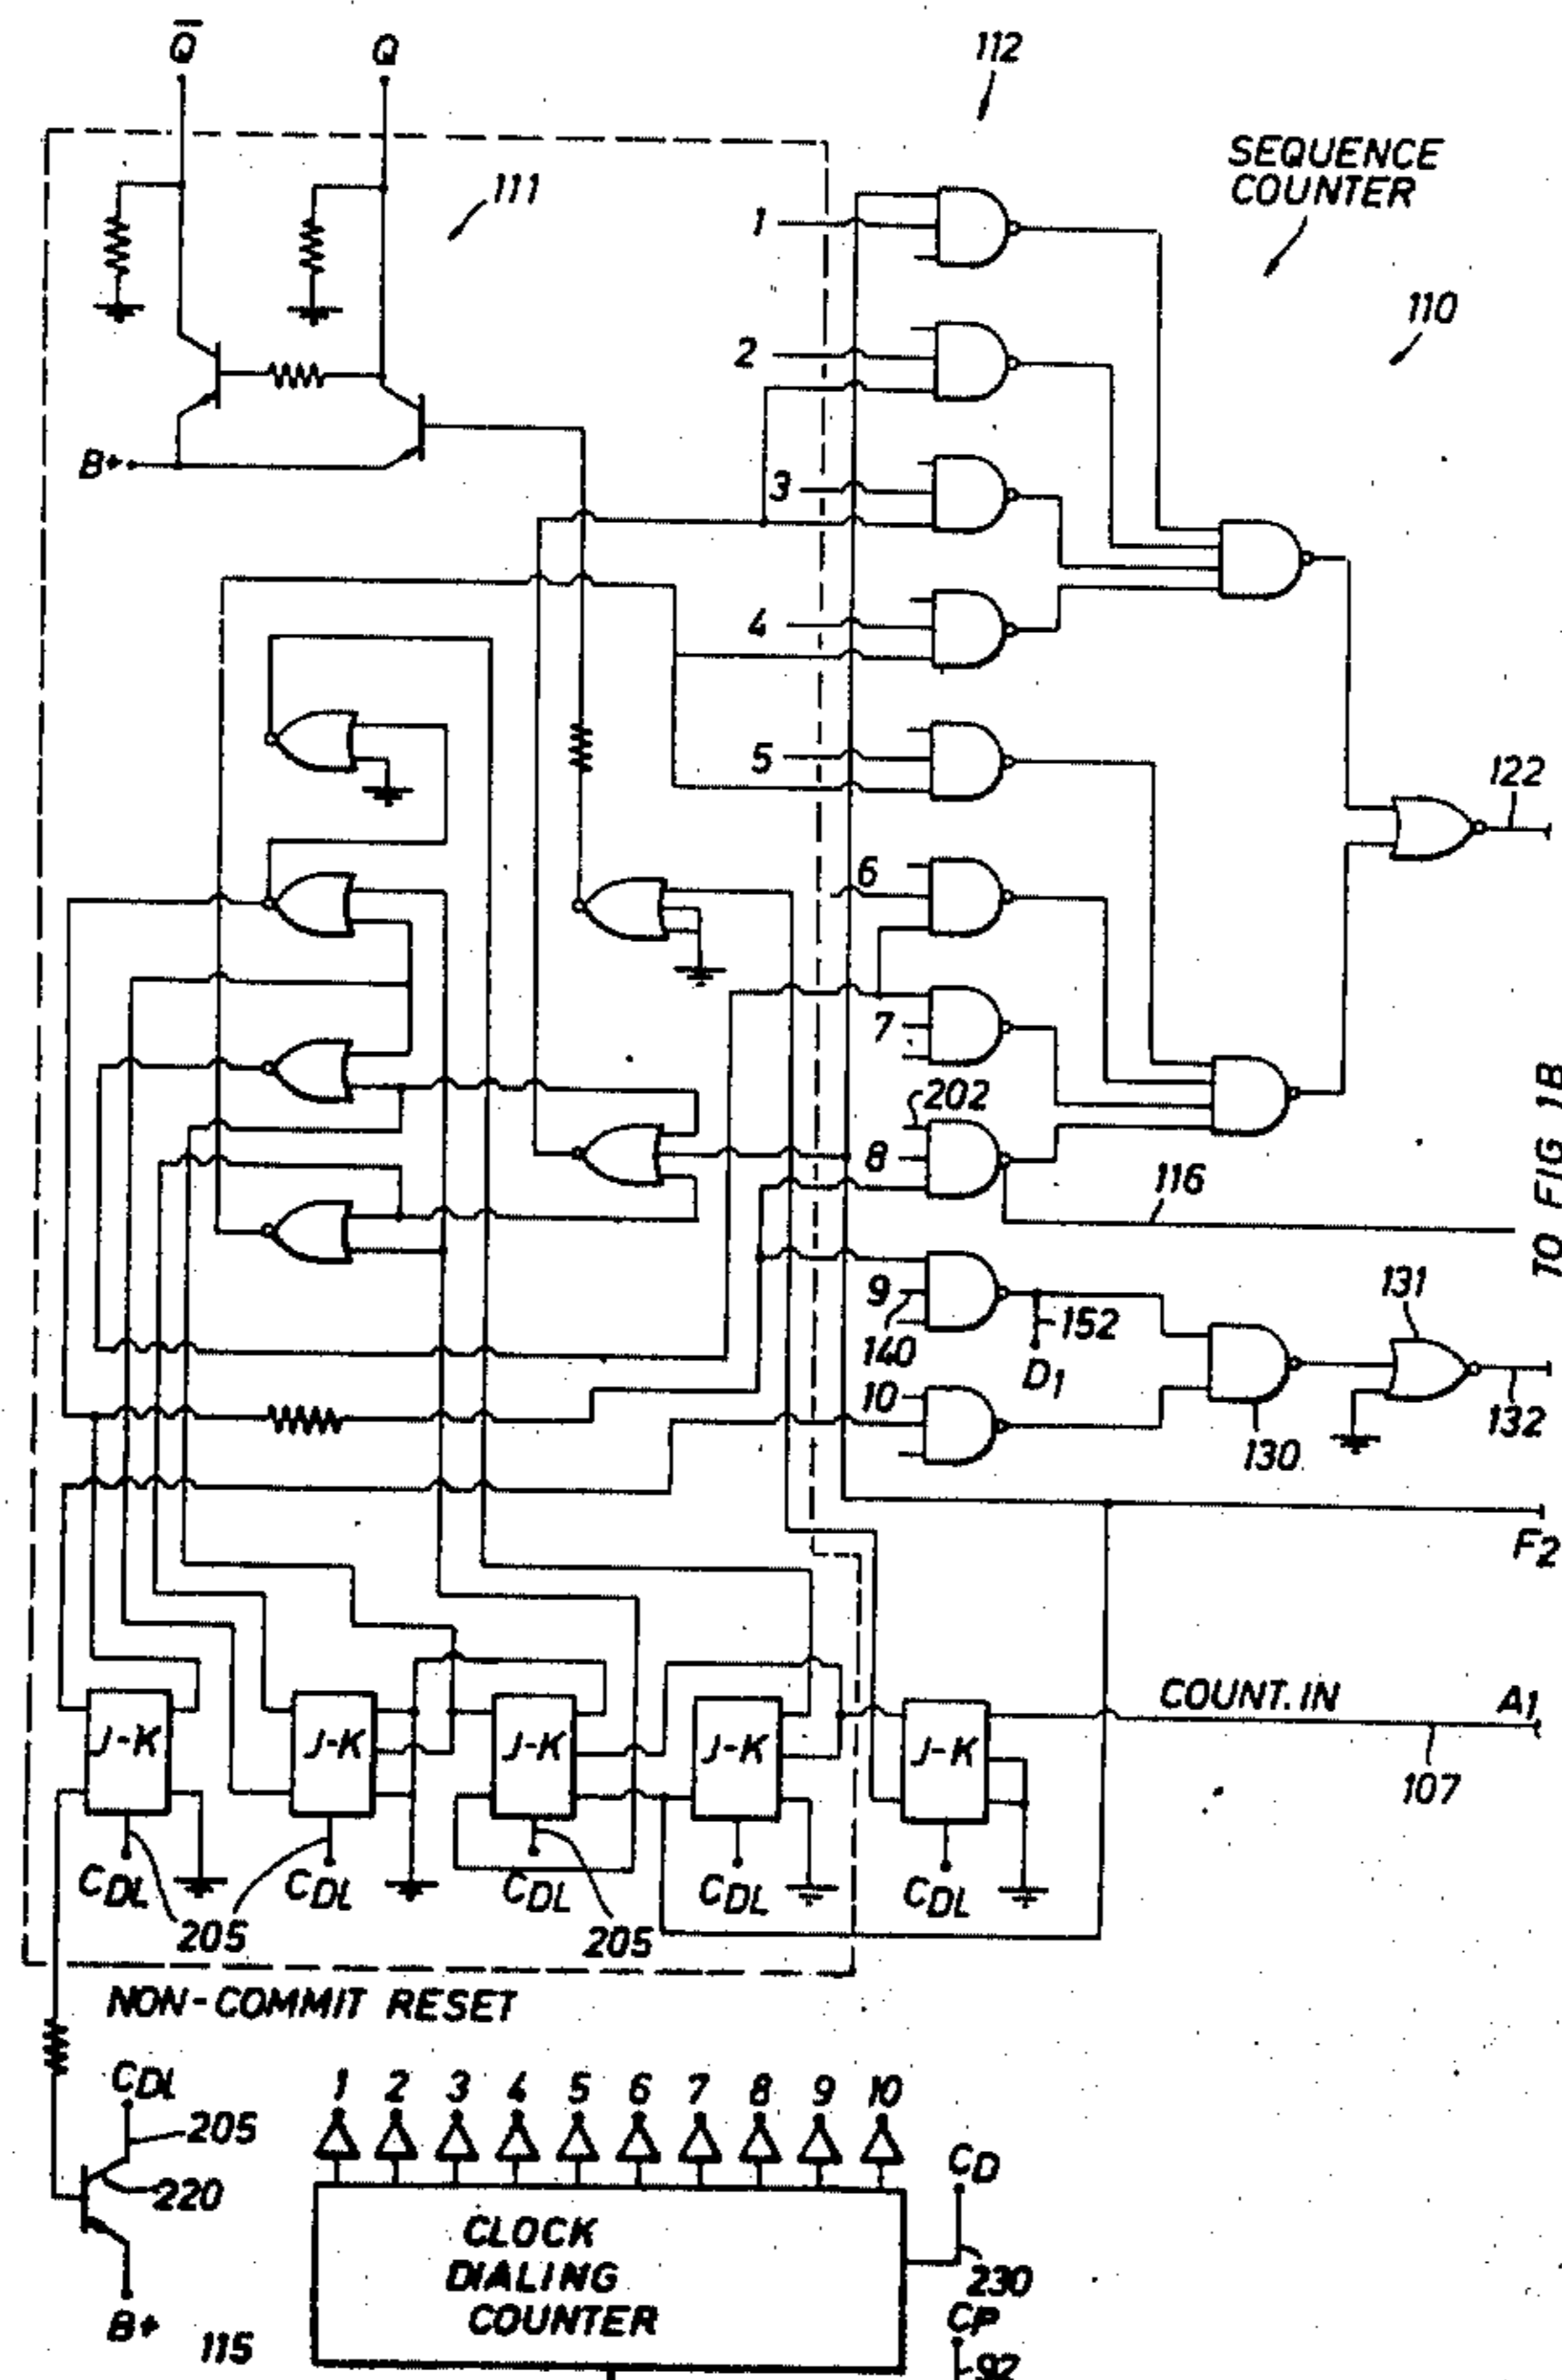 Q̅ Q
112
SEQUENCE
COUNTER
111
1
110
2
B+
3
4
5
122
6
7
202
8
116
TO FIG 1B
9
140
152
D1
131
10
130
132
F2
J-K J-K J-K J-K J-K
COUNT. IN A1
107
CDL CDL CDL CDL CDL
205 205
NON-COMMIT RESET
CDL
1 2 3 4 5 6 7 8 9 10
205
220
CD
CLOCK
DIALING
COUNTER
230
CP
B+
115
92